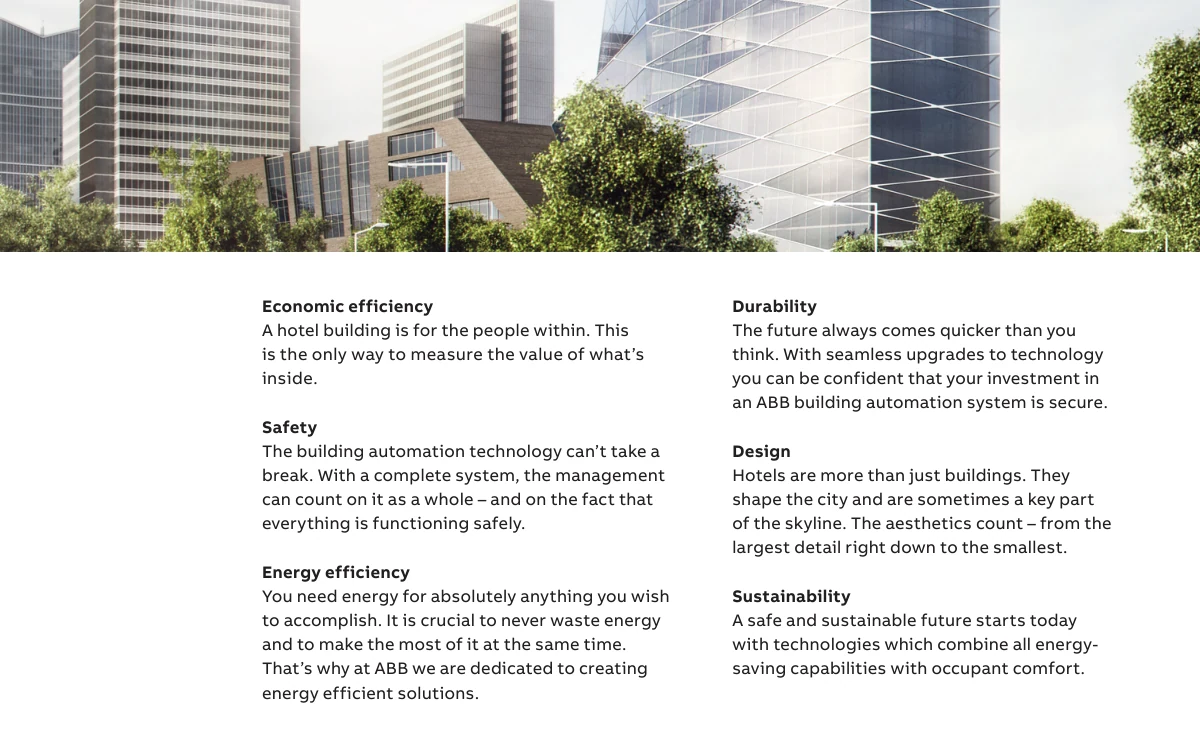 Economic efficiency
A hotel building is for the people within. This
is the only way to measure the value of what’s
inside.
Safety
The building automation technology can’t take a
break. With a complete system, the management
can count on it as a whole – and on the fact that
everything is functioning safely.
Energy efficiency
You need energy for absolutely anything you wish
to accomplish. It is crucial to never waste energy
and to make the most of it at the same time.
That’s why at ABB we are dedicated to creating
energy efficient solutions.
Durability
The future always comes quicker than you
think. With seamless upgrades to technology
you can be confident that your investment in
an ABB building automation system is secure.
Design
Hotels are more than just buildings. They
shape the city and are sometimes a key part
of the skyline. The aesthetics count – from the
largest detail right down to the smallest.
Sustainability
A safe and sustainable future starts today
with technologies which combine all energy-
saving capabilities with occupant comfort.